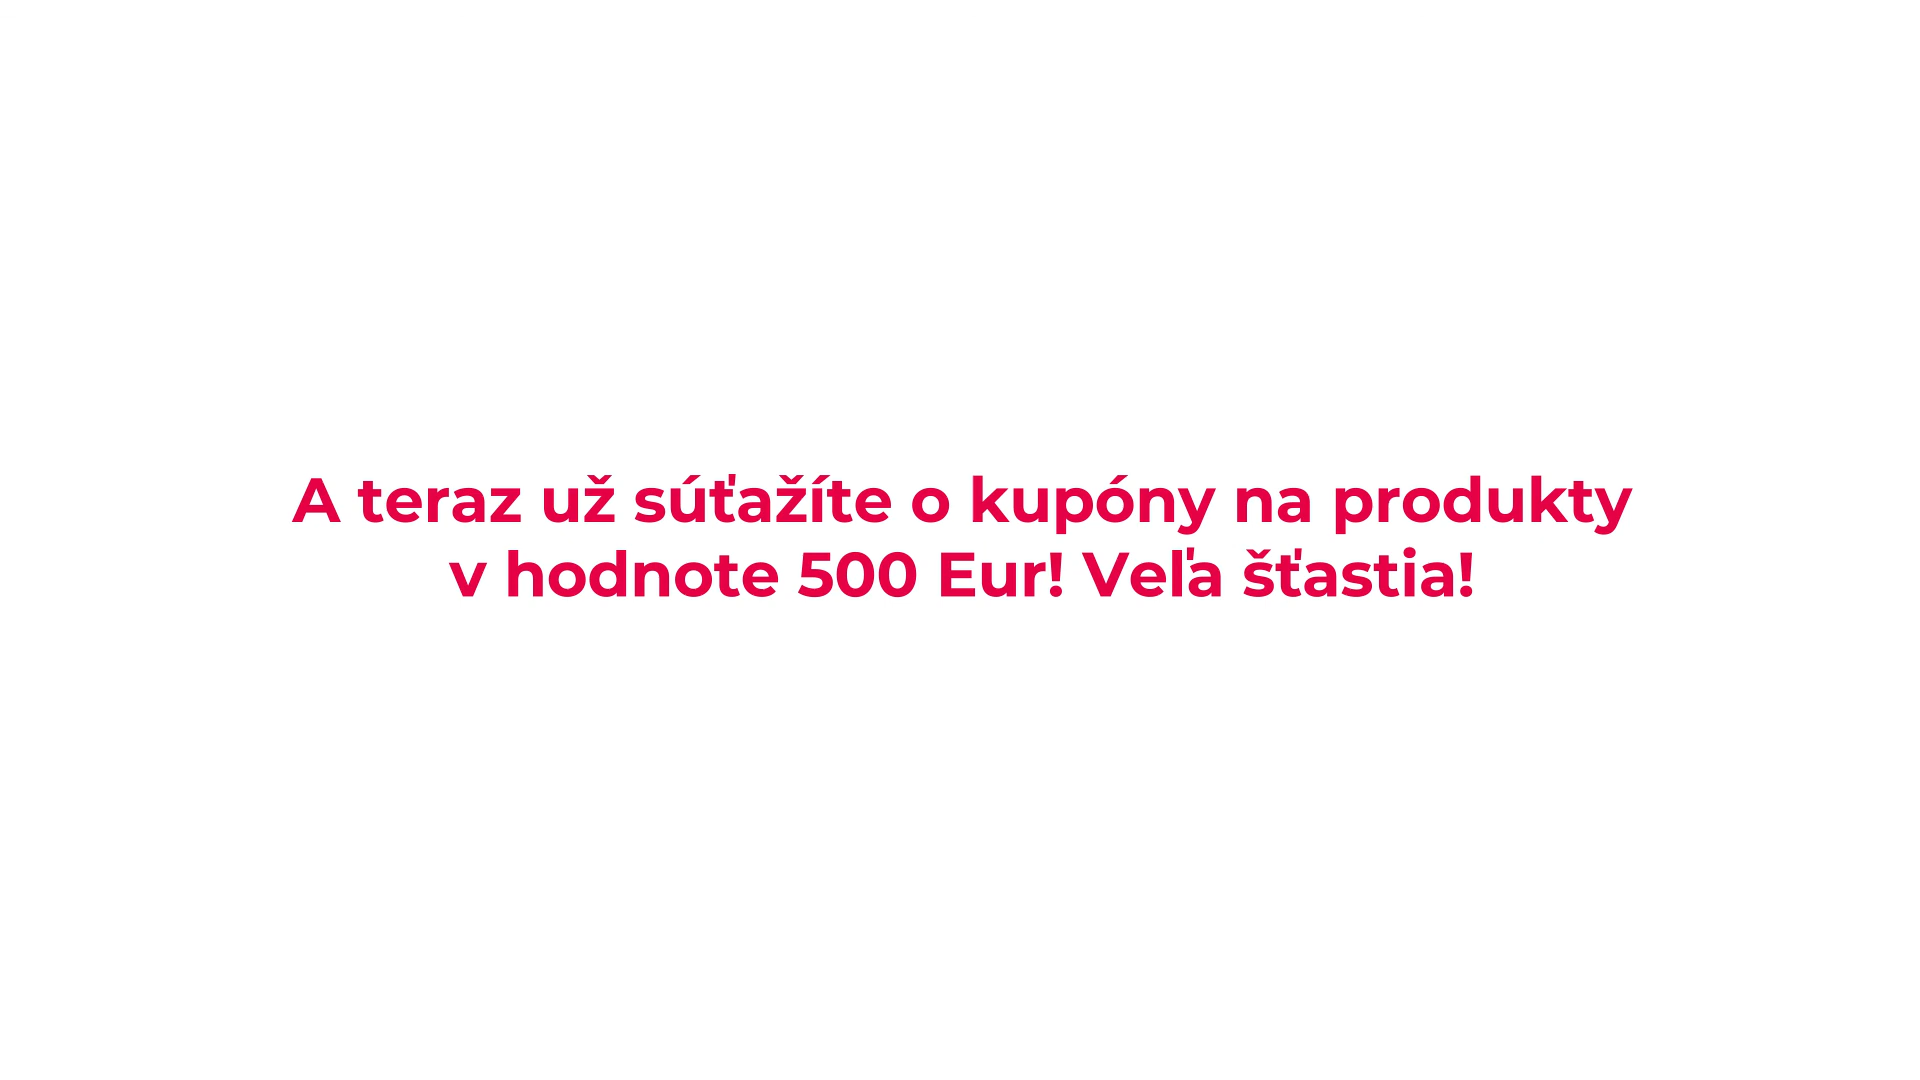 A teraz už súťažíte o kupóny na produkty
v hodnote 500 Eur! Veľa šťastia!